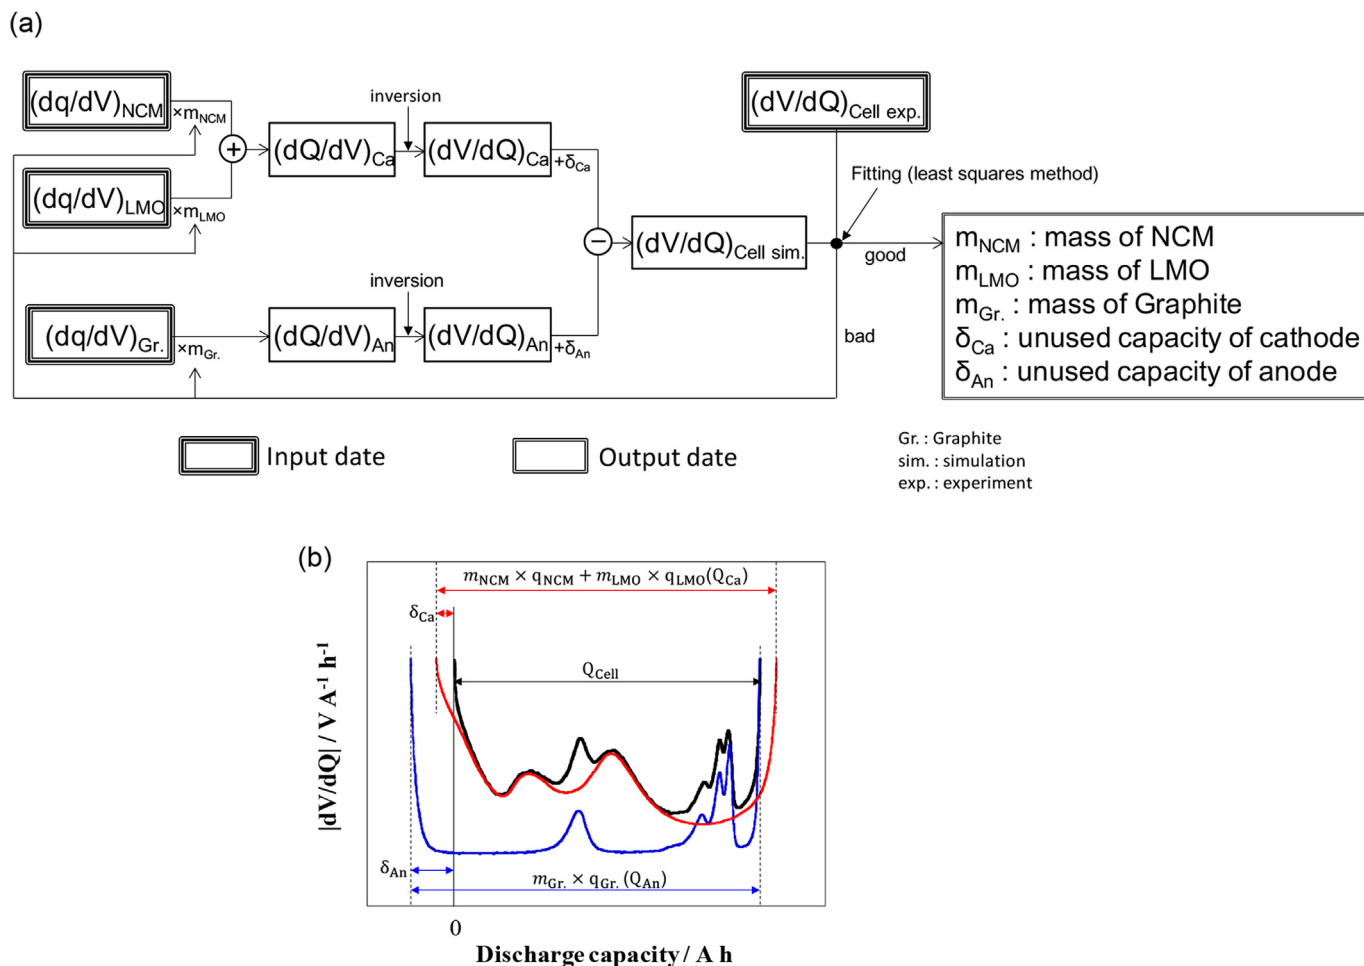 (a)
(dq/dV)NCM
×mNCM
inversion
(dV/dQ)Cell exp.
+
(dQ/dV)Ca
(dV/dQ)Ca
+δCa
Fitting (least squares method)
(dq/dV)LMO
×mLMO
−
(dV/dQ)Cell sim.
good
mNCM : mass of NCM
mLMO : mass of LMO
mGr. : mass of Graphite
δCa : unused capacity of cathode
δAn : unused capacity of anode
inversion
(dq/dV)Gr.
×mGr.
(dQ/dV)An
(dV/dQ)An
+δAn
bad
Input date
Output date
Gr. : Graphite
sim. : simulation
exp. : experiment
(b)
mNCM × qNCM + mLMO × qLMO(QCa)
δCa
QCell
|dV/dQ| / V A-1 h-1
δAn
mGr. × qGr.(QAn)
0
Discharge capacity / A h